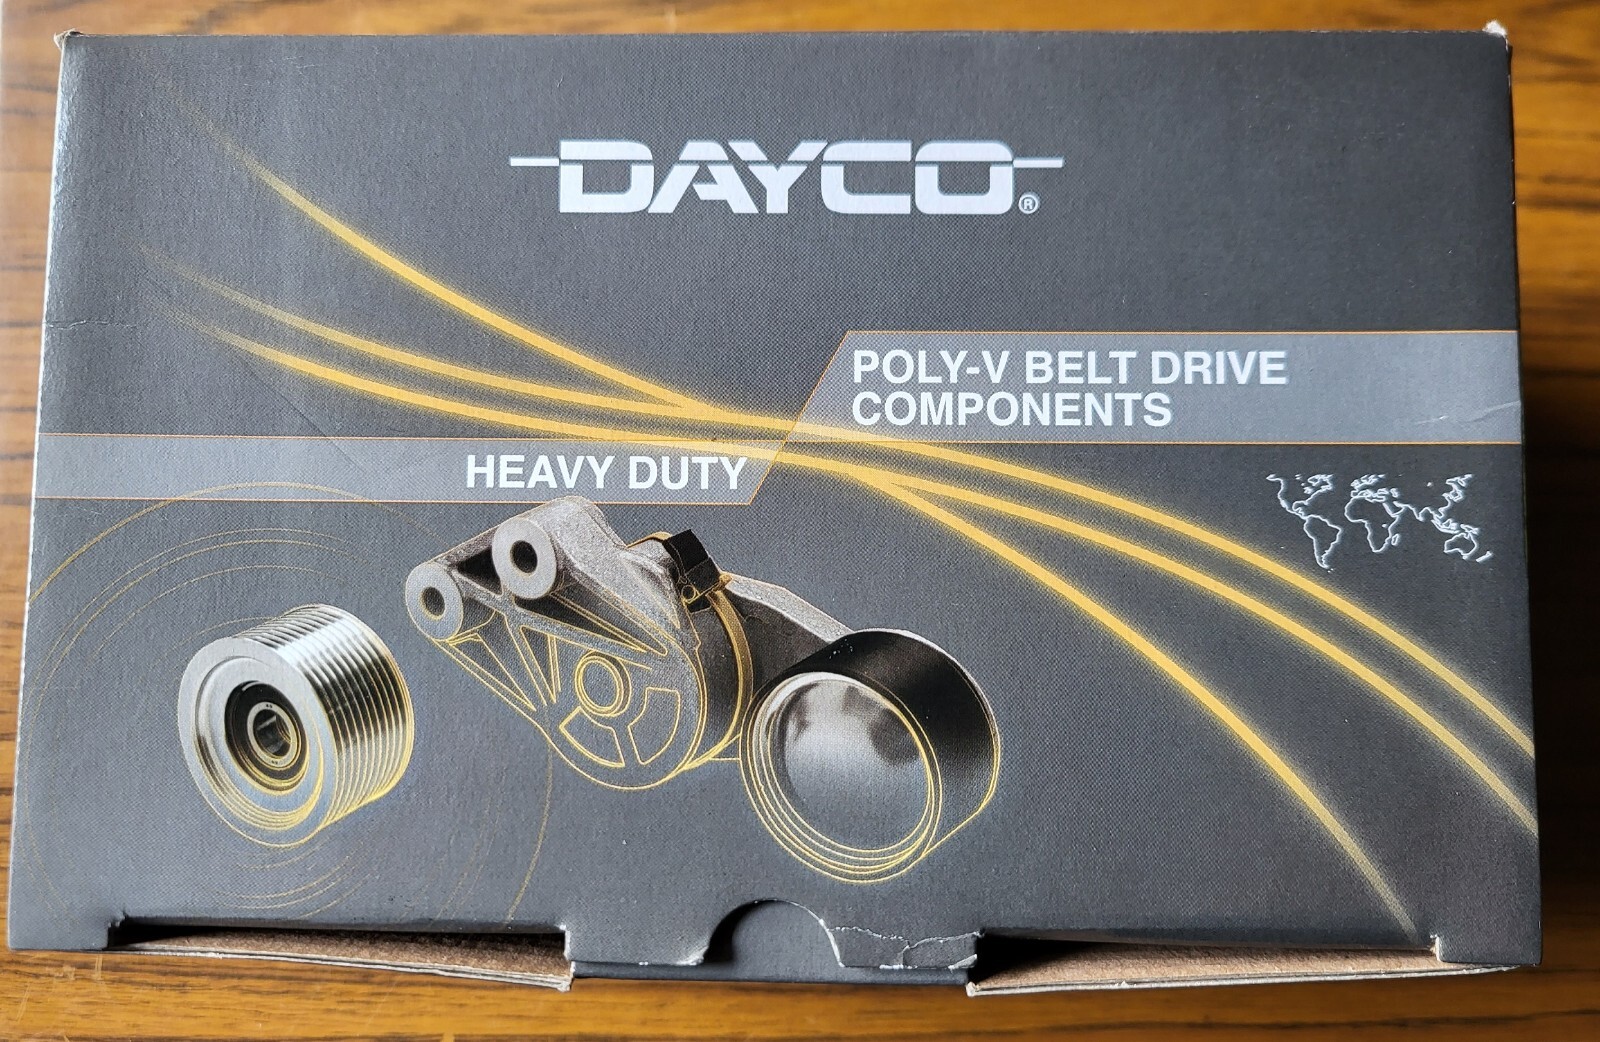 DAYCO®
POLY-V BELT DRIVE
COMPONENTS
HEAVY DUTY